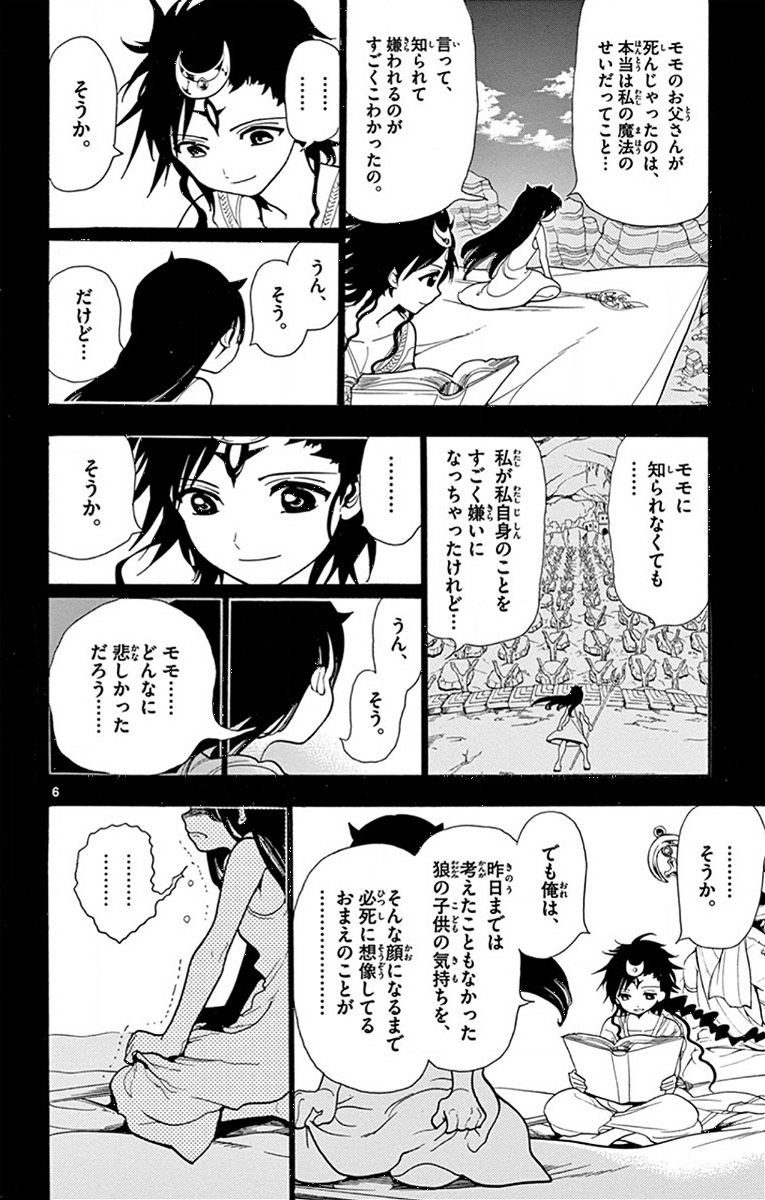 モモのお父さんが
死んじゃったのは、
本当は私の魔法の
せいだってこと…
言って、
知られて
嫌われるのが
すごくこわかったの。
………
そうか。
うん、
そう。
だけど…
モモに
知られなくても
……
私が私自身のことを
すごく嫌いに
なっちゃったけれど…
そうか。
うん、
そう。
モモ……
どんなに
悲しかった
だろう……
6
………
そうか。
でも俺は、
昨日までは
考えたこともなかった
狼の子供の気持ちを、
そんな顔になるまで
必死に想像してる
おまえのことが
…………
………
………